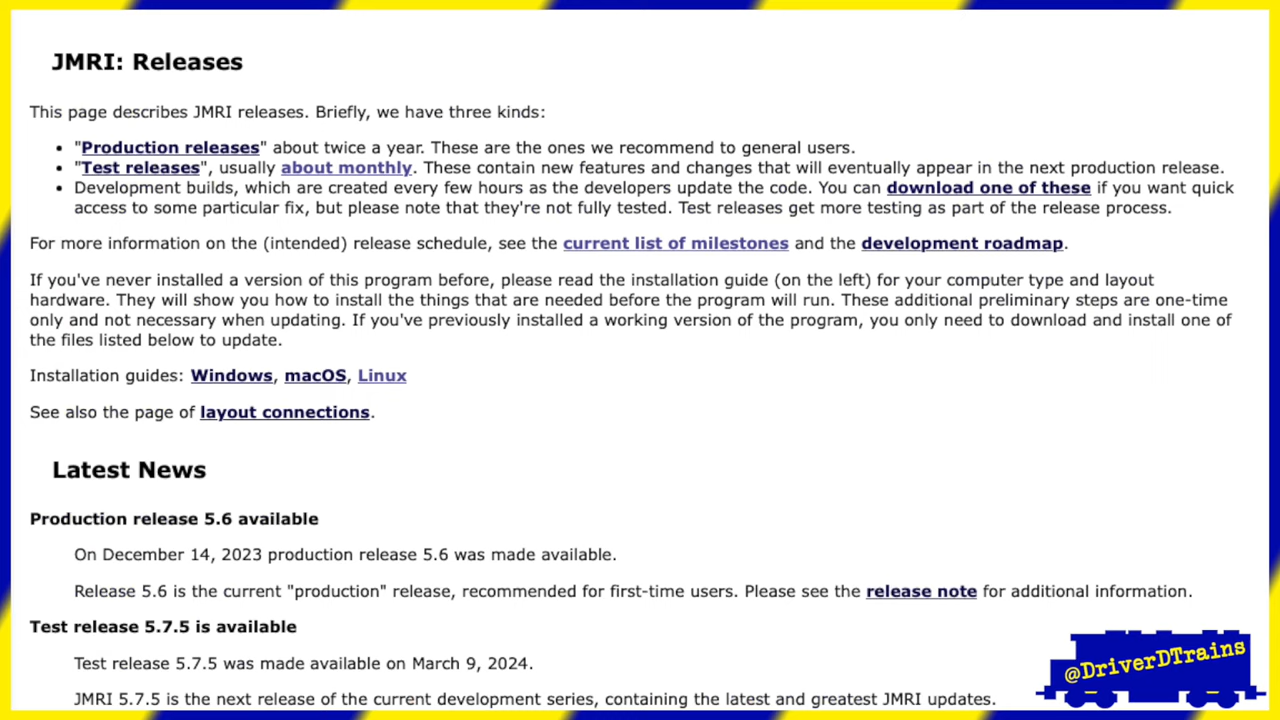 JMRI: Releases
This page describes JMRI releases. Briefly, we have three kinds:
• "Production releases" about twice a year. These are the ones we recommend to general users.
• "Test releases", usually about monthly. These contain new features and changes that will eventually appear in the next production release.
• Development builds, which are created every few hours as the developers update the code. You can download one of these if you want quick
access to some particular fix, but please note that they're not fully tested. Test releases get more testing as part of the release process.
For more information on the (intended) release schedule, see the current list of milestones and the development roadmap.
If you've never installed a version of this program before, please read the installation guide (on the left) for your computer type and layout
hardware. They will show you how to install the things that are needed before the program will run. These additional preliminary steps are one-time
only and not necessary when updating. If you've previously installed a working version of the program, you only need to download and install one of
the files listed below to update.
Installation guides: Windows, macOS, Linux
See also the page of layout connections.
Latest News
Production release 5.6 available
On December 14, 2023 production release 5.6 was made available.
Release 5.6 is the current "production" release, recommended for first-time users. Please see the release note for additional information.
Test release 5.7.5 is available
Test release 5.7.5 was made available on March 9, 2024.
JMRI 5.7.5 is the next release of the current development series, containing the latest and greatest JMRI updates.
@DriverDTrains